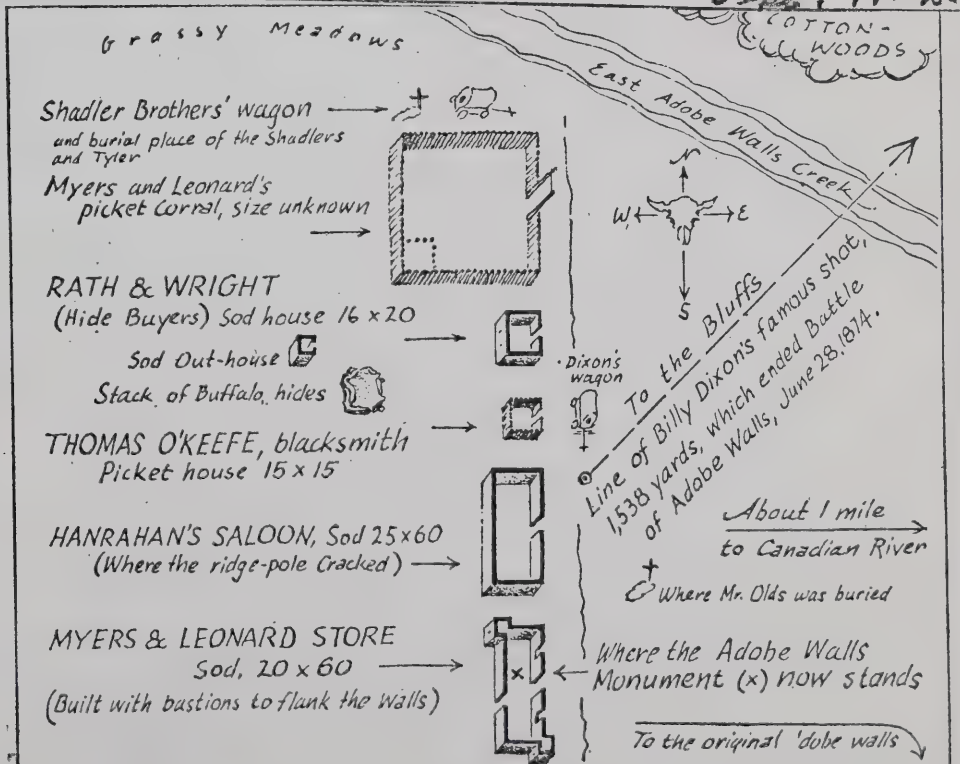 Grassy Meadows
COTTON-
WOODS
East Adobe Walls Creek
Shadler Brothers' wagon
and burial place of the Shadlers
and Tyler
Myers and Leonard's
picket Corral, size unknown
N
W
E
S
RATH & WRIGHT
(Hide Buyers) Sod house 16 x 20
Sod Out-house
Stack of Buffalo, hides
Dixon's
wagon
To the Bluffs
Line of Billy Dixon's famous shot,
1,538 yards, which ended Battle
of Adobe Walls, June 28, 1874.
THOMAS O'KEEFE, blacksmith
Picket house 15 x 15
HANRAHAN'S SALOON, Sod 25x60
(Where the ridge-pole Cracked)
About 1 mile
to Canadian River
Where Mr. Olds was buried
MYERS & LEONARD STORE
Sod, 20 x 60
(Built with bastions to flank the Walls)
x
Where the Adobe Walls
Monument (x) now stands
To the original 'dobe walls